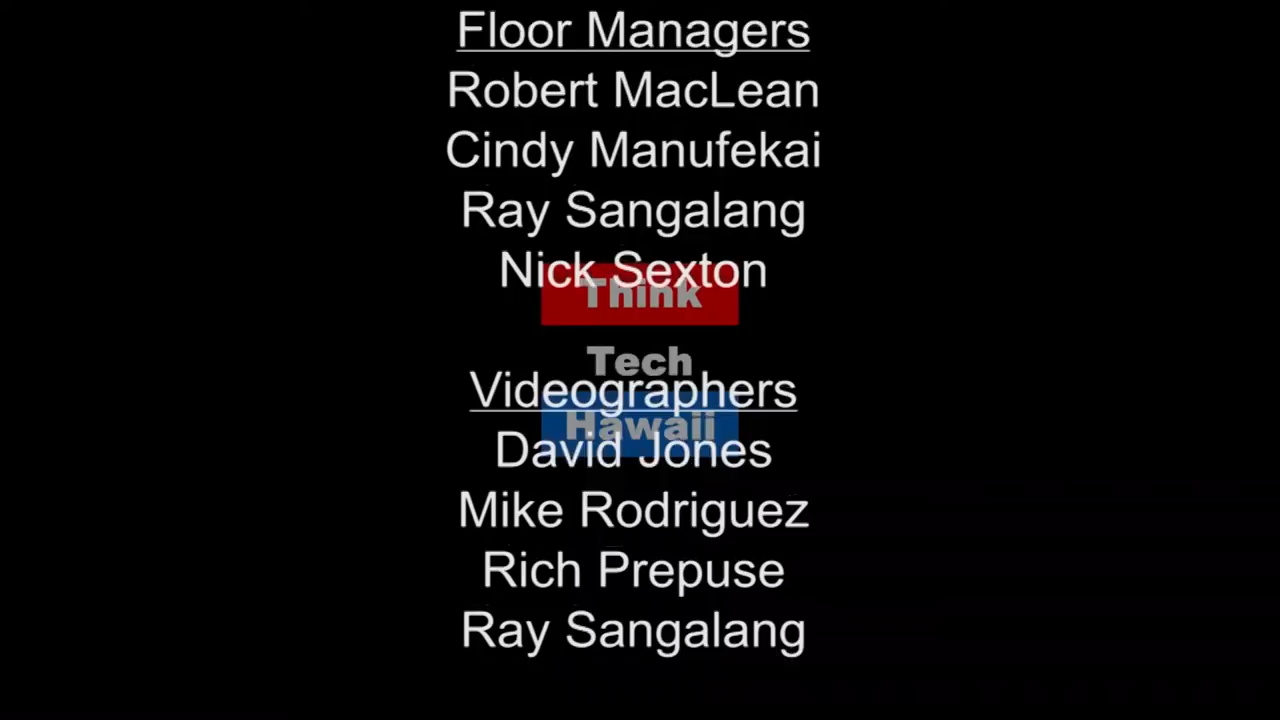 Floor Managers
Robert MacLean
Cindy Manufekai
Ray Sangalang
Nick Sexton
Think
Tech
Videographers
Hawaii
David Jones
Mike Rodriguez
Rich Prepuse
Ray Sangalang